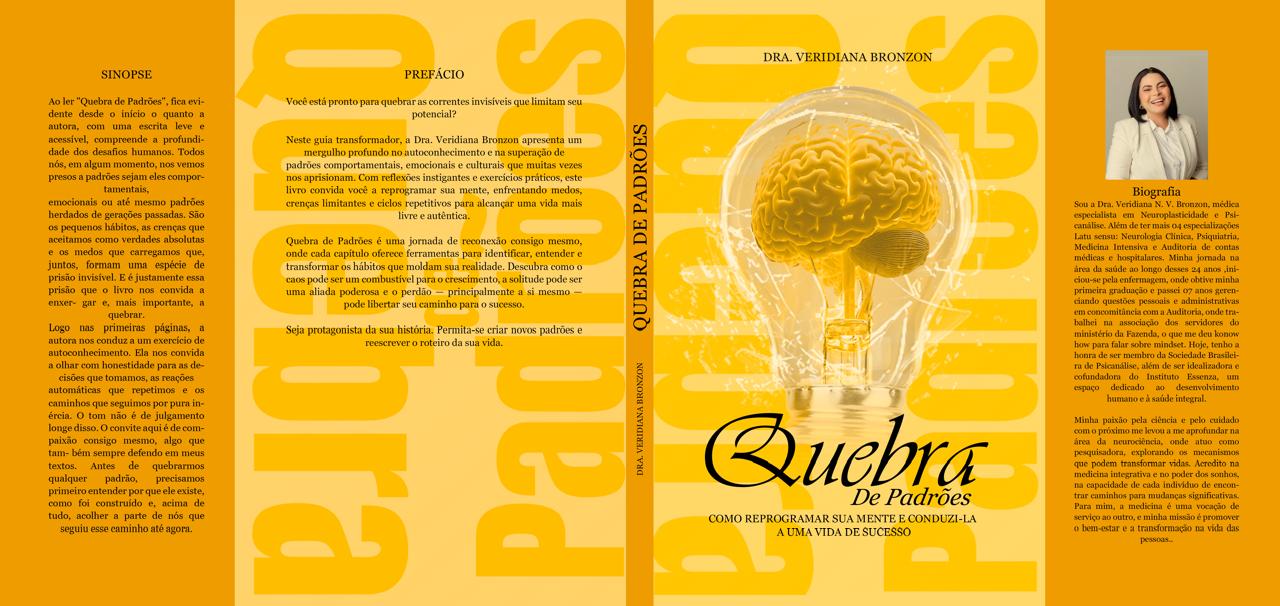 SINOPSE
Ao ler "Quebra de Padrões", fica evi-
dente desde o início o quanto a
autora, com uma escrita leve e
acessível, compreende a profundi-
dade dos desafios humanos. Todos
nós, em algum momento, nos vemos
presos a padrões sejam eles compor-
tamentais,
emocionais ou até mesmo padrões
herdados de gerações passadas. São
os pequenos hábitos, as crenças que
aceitamos como verdades absolutas
e os medos que carregamos que,
juntos, formam uma espécie de
prisão invisível. E é justamente essa
prisão que o livro nos convida a
enxer- gar e, mais importante, a
quebrar.
Logo nas primeiras páginas, a
autora nos conduz a um exercício de
autoconhecimento. Ela nos convida
a olhar com honestidade para as de-
cisões que tomamos, as reações
automáticas que repetimos e os
caminhos que seguimos por pura in-
ércia. O tom não é de julgamento
longe disso. O convite aqui é de com-
paixão consigo mesmo, algo que
tam- bém sempre defendo em meus
textos. Antes de quebrarmos
qualquer padrão, precisamos
primeiro entender por que ele existe,
como foi construído e, acima de
tudo, acolher a parte de nós que
seguiu esse caminho até agora.
PREFÁCIO
Você está pronto para quebrar as correntes invisíveis que limitam seu
potencial?
Neste guia transformador, a Dra. Veridiana Bronzon apresenta um
mergulho profundo no autoconhecimento e na superação de
padrões comportamentais, emocionais e culturais que muitas vezes
nos aprisionam. Com reflexões instigantes e exercícios práticos, este
livro convida você a reprogramar sua mente, enfrentando medos,
crenças limitantes e ciclos repetitivos para alcançar uma vida mais
livre e autêntica.
Quebra de Padrões é uma jornada de reconexão consigo mesmo,
onde cada capítulo oferece ferramentas para identificar, entender e
transformar os hábitos que moldam sua realidade. Descubra como o
caos pode ser um combustível para o crescimento, a solitude pode ser
uma aliada poderosa e o perdão — principalmente a si mesmo —
pode libertar seu caminho para o sucesso.
Seja protagonista da sua história. Permita-se criar novos padrões e
reescrever o roteiro da sua vida.
QUEBRA DE PADRÕES
DRA. VERIDIANA BRONZON
DRA. VERIDIANA BRONZON
Quebra
De Padrões
COMO REPROGRAMAR SUA MENTE E CONDUZI-LA
A UMA VIDA DE SUCESSO
Biografia
Sou a Dra. Veridiana N. V. Bronzon, médica
especialista em Neuroplasticidade e Psi-
canálise. Além de ter mais 04 especializações
Latu sensu: Neurologia Clínica, Psiquiatria,
Medicina Intensiva e Auditoria de contas
médicas e hospitalares. Minha jornada na
área da saúde ao longo desses 24 anos ,ini-
ciou-se pela enfermagem, onde obtive minha
primeira graduação e passei 07 anos geren-
ciando questões pessoais e administrativas
em concomitância com a Auditoria, onde tra-
balhei na associação dos servidores do
ministério da Fazenda, o que me deu konow
how para falar sobre mindset. Hoje, tenho a
honra de ser membro da Sociedade Brasilei-
ra de Psicanálise, além de ser idealizadora e
cofundadora do Instituto Essenza, um
espaço dedicado ao desenvolvimento
humano e à saúde integral.
Minha paixão pela ciência e pelo cuidado
com o próximo me levou a me aprofundar na
área da neurociência, onde atuo como
pesquisadora, explorando os mecanismos
que podem transformar vidas. Acredito na
medicina integrativa e no poder dos sonhos,
na capacidade de cada indivíduo de encon-
trar caminhos para mudanças significativas.
Para mim, a medicina é uma vocação de
serviço ao outro, e minha missão é promover
o bem-estar e a transformação na vida das
pessoas..